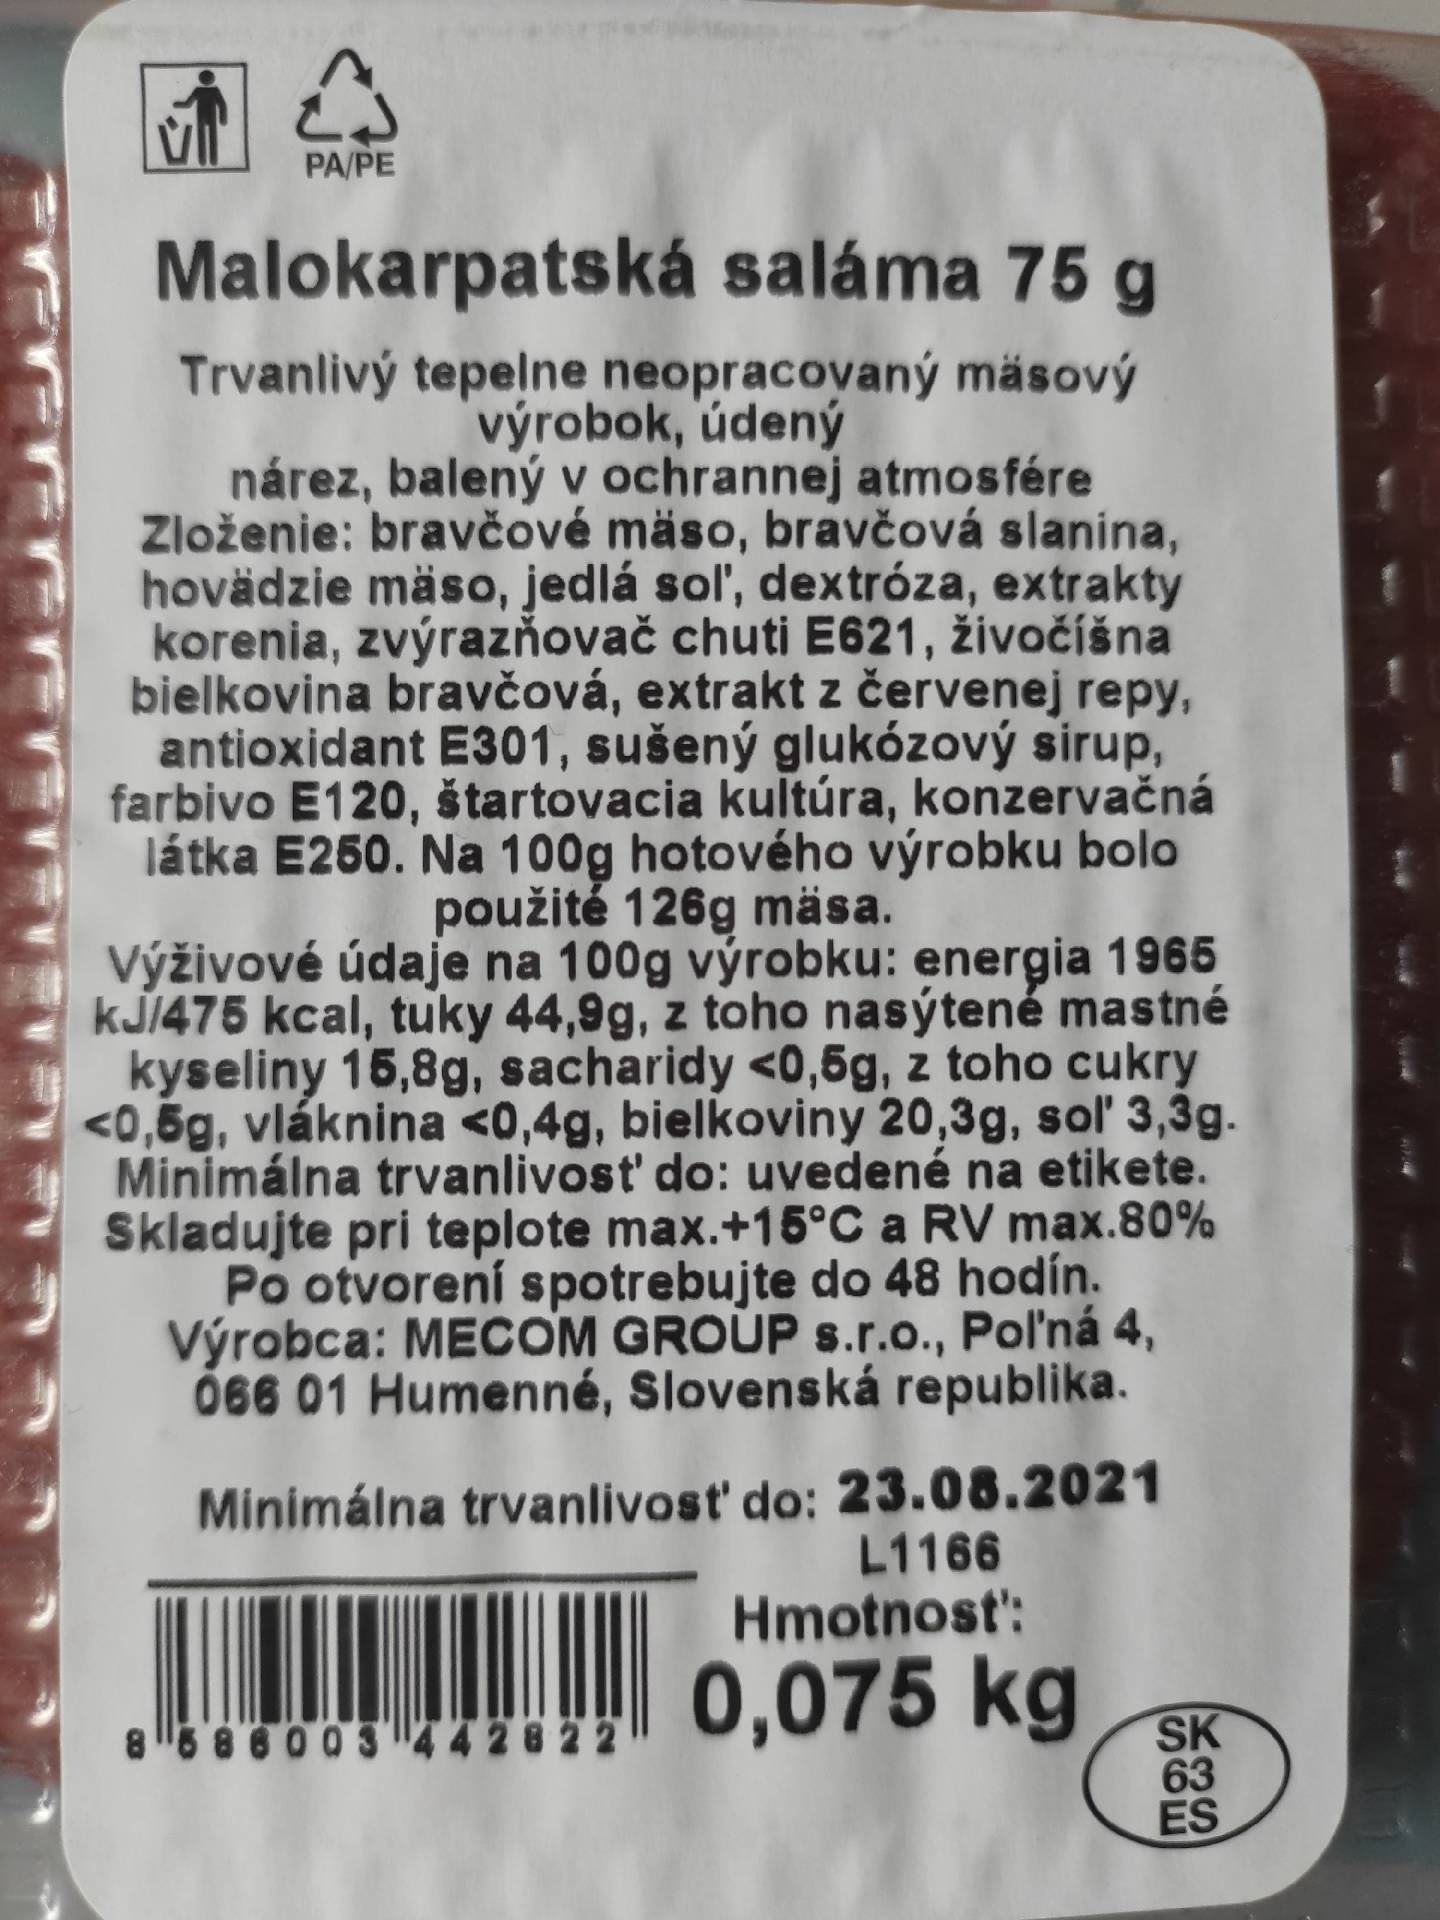 PA/PE
Malokarpatská saláma 75 g
Trvanlivý tepelne neopracovaný mäsový
výrobok, údený
nárez, balený v ochrannej atmosfére
Zloženie: bravčové mäso, bravčová slanina,
hovädzie mäso, jedlá soľ, dextróza, extrakty
korenia, zvýrazňovač chuti E621, živočíšna
bielkovina bravčová, extrakt z červenej repy,
antioxidant E301, sušený glukózový sirup,
farbivo E120, štartovacia kultúra, konzervačná
látka E250. Na 100g hotového výrobku bolo
použité 126g mäsa.
Výživové údaje na 100g výrobku: energia 1965
kJ/475 kcal, tuky 44,9g, z toho nasýtené mastné
kyseliny 15,8g, sacharidy <0,5g, z toho cukry
<0,5g, vláknina <0,4g, bielkoviny 20,3g, soľ 3,3g.
Minimálna trvanlivosť do: uvedené na etikete.
Skladujte pri teplote max.+15°C a RV max.80%
Po otvorení spotrebujte do 48 hodín.
Výrobca: MECOM GROUP s.r.o., Poľná 4,
066 01 Humenné, Slovenská republika.
Minimálna trvanlivosť do: 23.08.2021
L1166
Hmotnosť:
0,075 kg
8 586003 442822
SK
63
ES